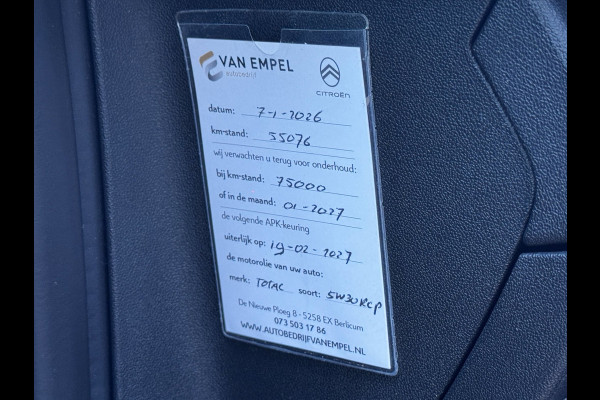 VAN EMPEL
autobedrijf
CITROËN
datum: 7-1-2026
km-stand: 55076
wij verwachten u terug voor onderhoud:
bij km-stand: 75000
of in de maand: 01-2027
de volgende APK-keuring
uiterlijk op: 19-02-2027
de motorolie van uw auto:
merk: TOTAL soort: 5W30 RCP
De Nieuwe Ploeg 8 - 5258 EX Berlicum
073 503 17 86
WWW.AUTOBEDRIJFVANEMPEL.NL